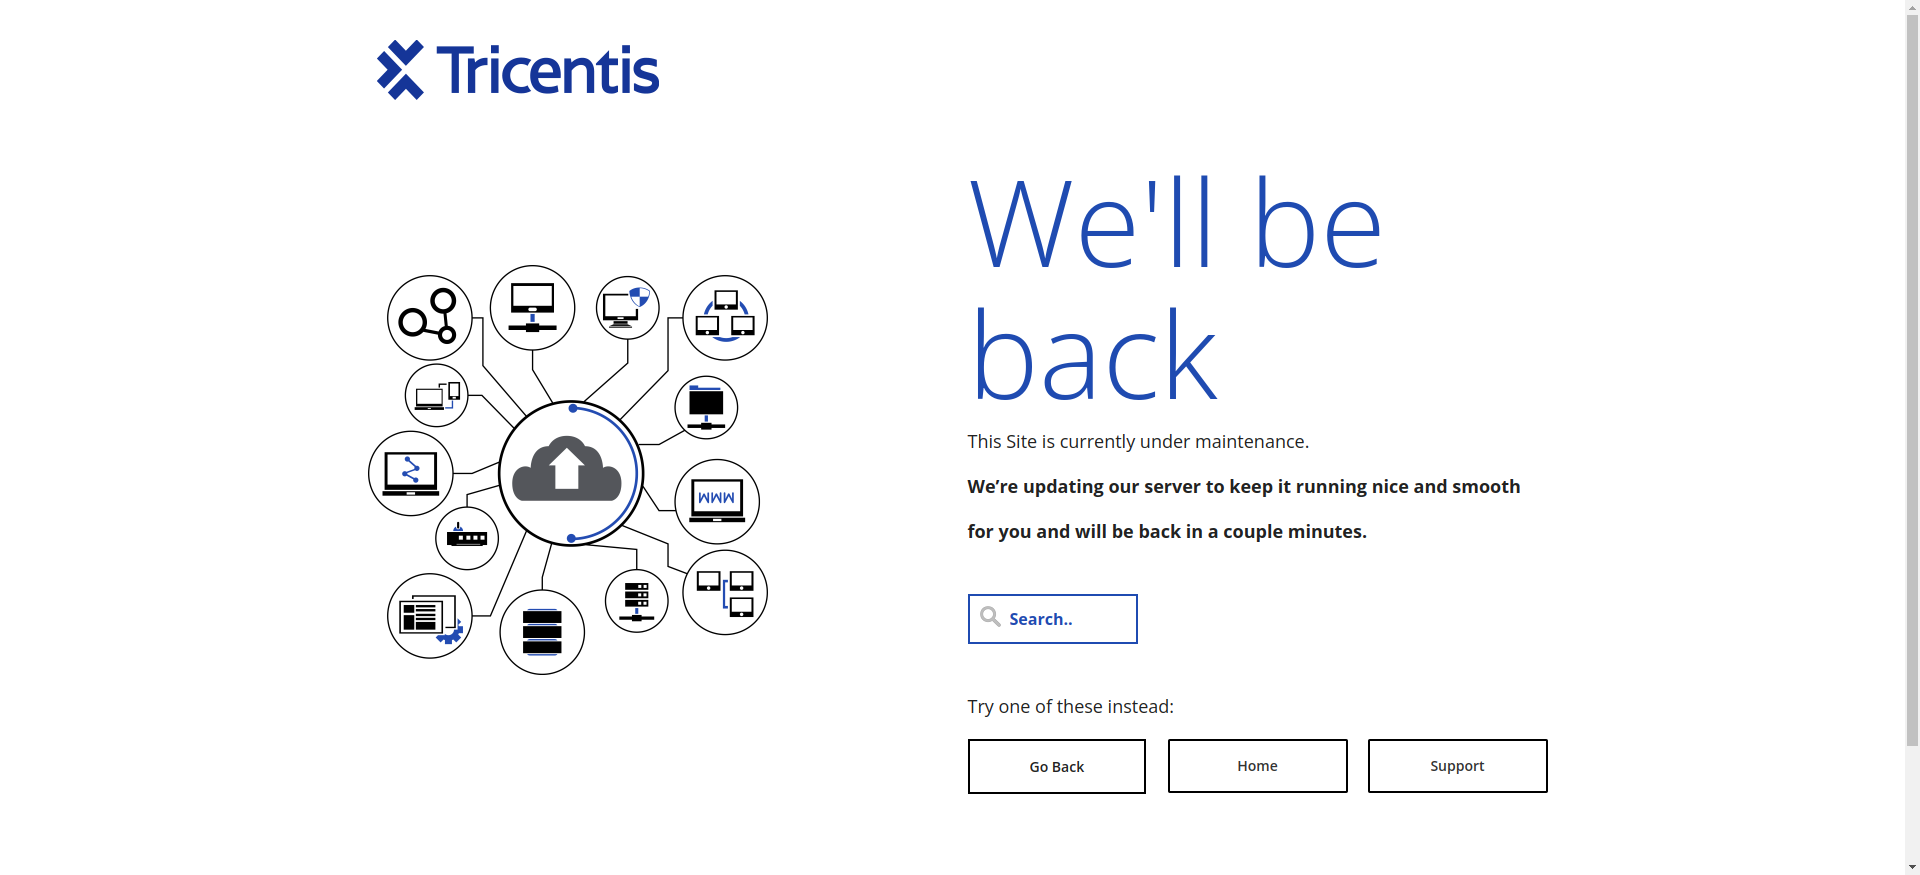 Tricentis
We'll be
back
This Site is currently under maintenance.
We’re updating our server to keep it running nice and smooth
for you and will be back in a couple minutes.
WWW
Search..
Try one of these instead:
Go Back
Home
Support